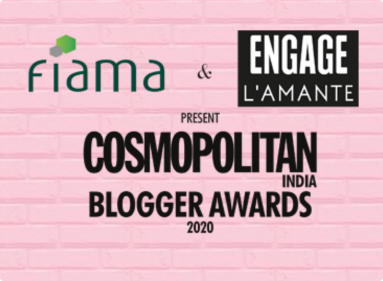 fiama
&
ENGAGE
L'AMANTE
PRESENT
COSMOPOLITAN
INDIA
BLOGGER AWARDS
2020